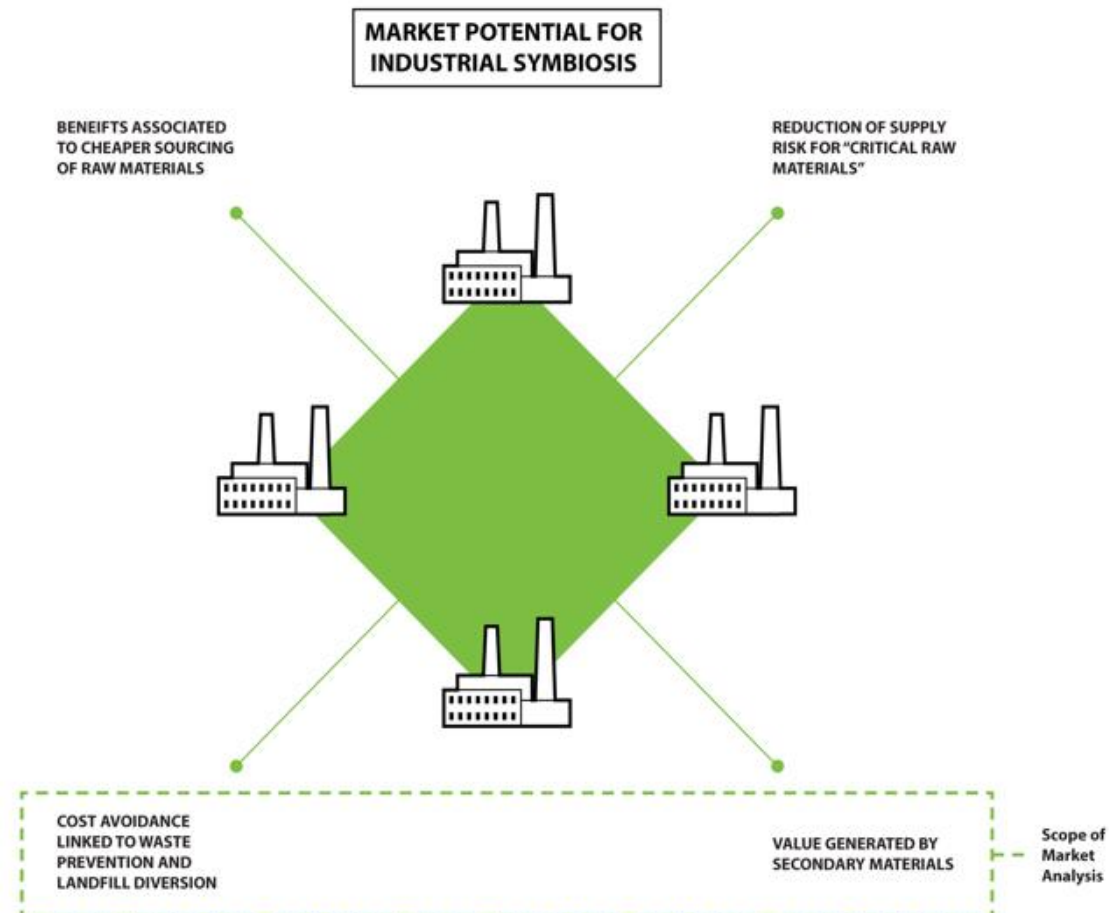 MARKET POTENTIAL FOR
INDUSTRIAL SYMBIOSIS
BENEIFTS ASSOCIATED
TO CHEAPER SOURCING
OF RAW MATERIALS
REDUCTION OF SUPPLY
RISK FOR “CRITICAL RAW
MATERIALS”
COST AVOIDANCE
LINKED TO WASTE
PREVENTION AND
LANDFILL DIVERSION
VALUE GENERATED BY
SECONDARY MATERIALS
Scope of
Market
Analysis